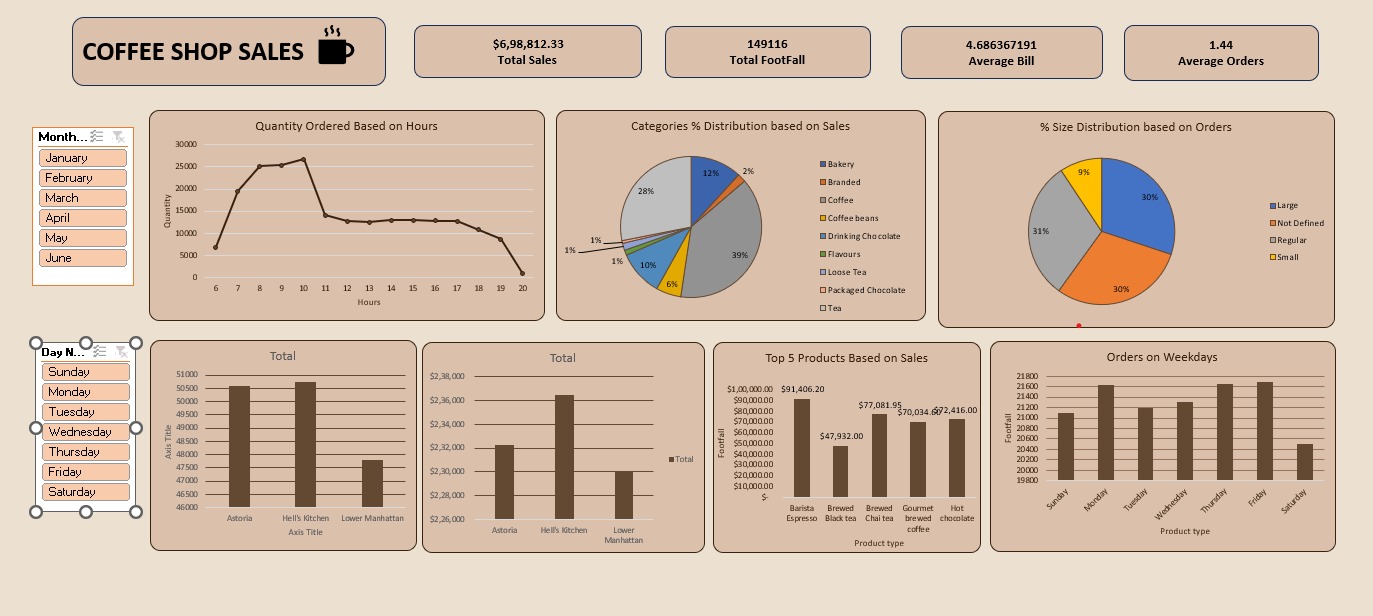 COFFEE SHOP SALES
$6,98,812.33
Total Sales
149116
Total FootFall
4.686367191
Average Bill
1.44
Average Orders
Month...
January
February
March
April
May
June
Quantity Ordered Based on Hours
30000
25000
20000
15000
10000
5000
0
Quantity
6 7 8 9 10 11 12 13 14 15 16 17 18 19 20
Hours
Categories % Distribution based on Sales
12%
2%
39%
6%
10%
1%
1%
1%
28%
Bakery
Branded
Coffee
Coffee beans
Drinking Chocolate
Flavours
Loose Tea
Packaged Chocolate
Tea
% Size Distribution based on Orders
30%
30%
31%
9%
Large
Not Defined
Regular
Small
Day N...
Sunday
Monday
Tuesday
Wednesday
Thursday
Friday
Saturday
Total
51000
50500
50000
49500
49000
48500
48000
47500
47000
46500
46000
Axis Title
Astoria Hell's Kitchen Lower Manhattan
Axis Title
Total
$2,38,000
$2,36,000
$2,34,000
$2,32,000
$2,30,000
$2,28,000
$2,26,000
Astoria Hell's Kitchen Lower
Manhattan
Total
Top 5 Products Based on Sales
$1,00,000.00
$90,000.00
$80,000.00
$70,000.00
$60,000.00
$50,000.00
$40,000.00
$30,000.00
$20,000.00
$10,000.00
$-
Footfall
$91,406.20
$47,932.00
$77,081.95
$70,034.60
$72,416.00
Barista Brewed Brewed Gourmet Hot
Espresso Black tea Chai tea brewed chocolate
coffee
Product type
Orders on Weekdays
21800
21600
21400
21200
21000
20800
20600
20400
20200
20000
19800
Footfall
Sunday Monday Tuesday Wednesday Thursday Friday Saturday
Product type